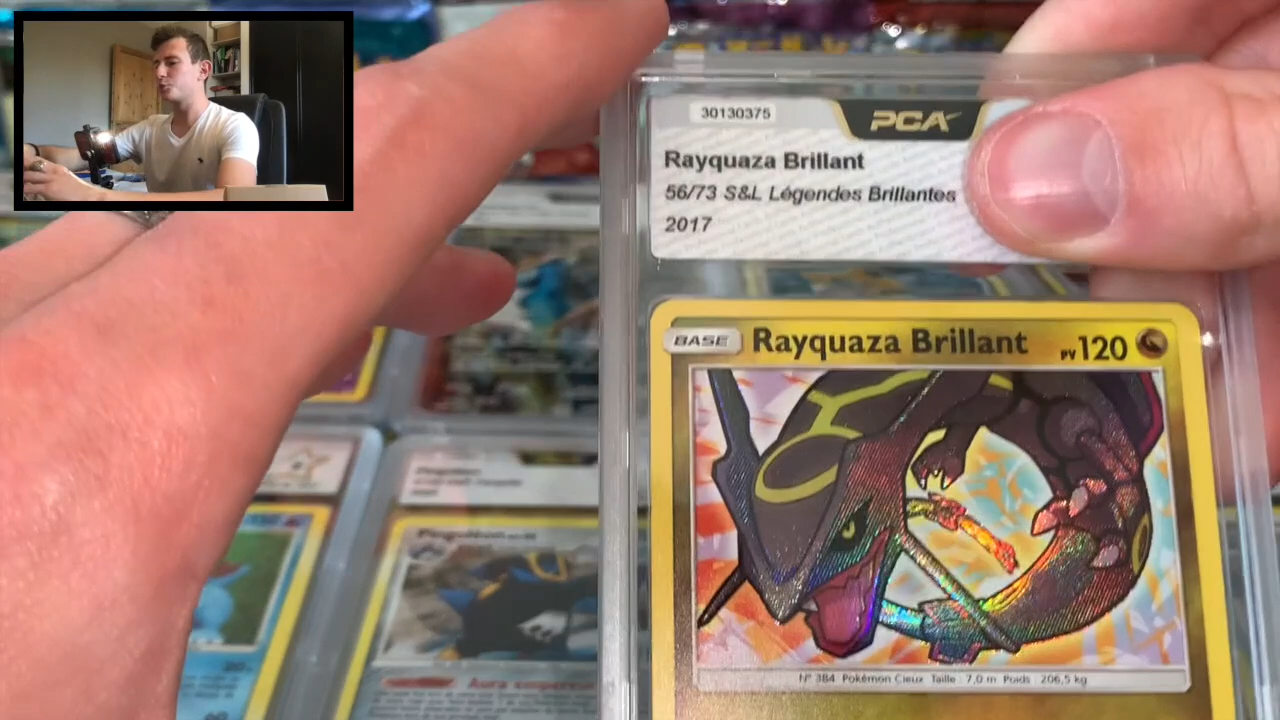 30130375
PCA
Rayquaza Brillant
56/73 S&L Légendes Brillantes
2017
BASE Rayquaza Brillant PV 120
N° 384 Pokémon Cieux Taille : 7,0 m Poids : 206,5 kg
Pingoléon